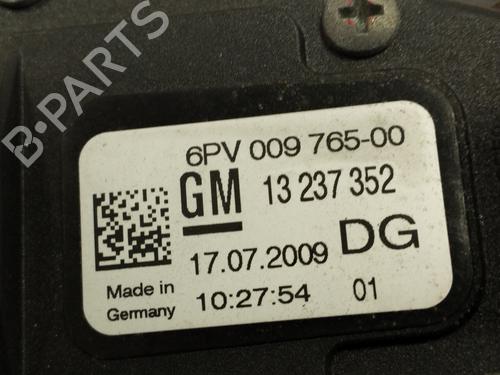 6PV 009 765-00
GM 13 237 352
17.07.2009 DG
Made in
Germany
10:27:54 01
B-PARTS
B-PARTS